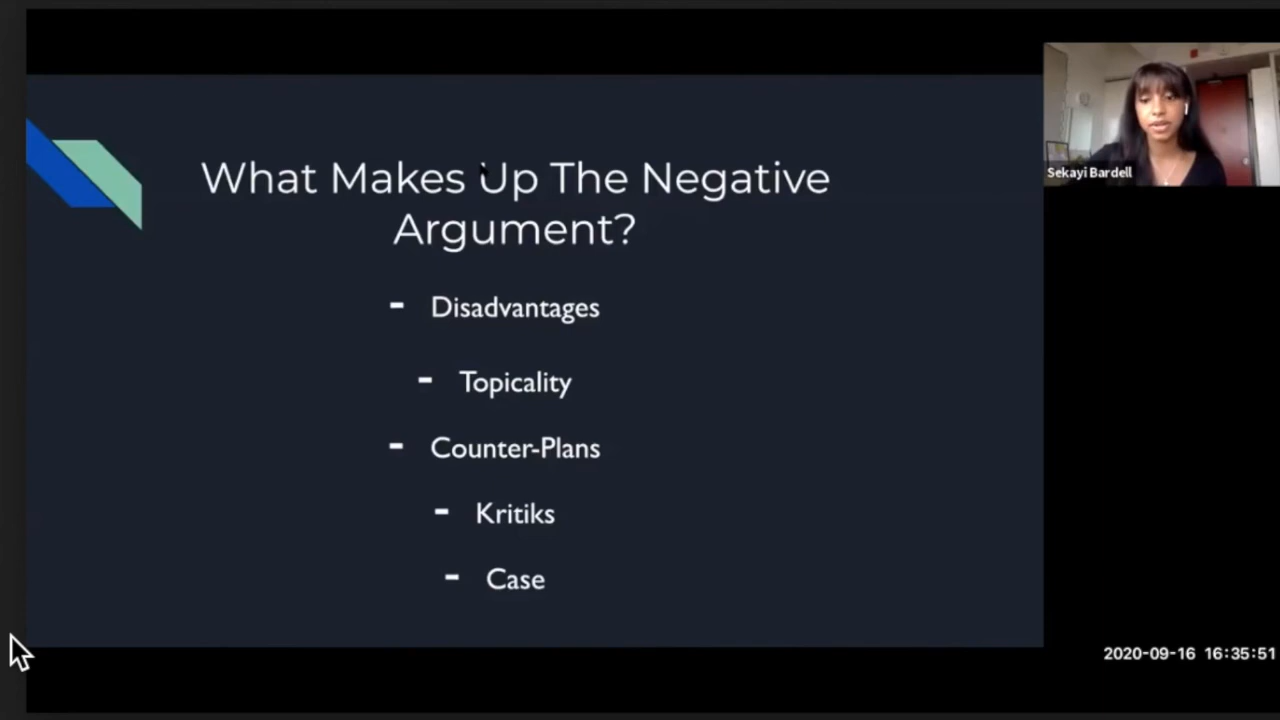 What Makes Up The Negative
Argument?
- Disadvantages
- Topicality
- Counter-Plans
- Kritiks
- Case
Sekayi Bardell
2020-09-16 16:35:51